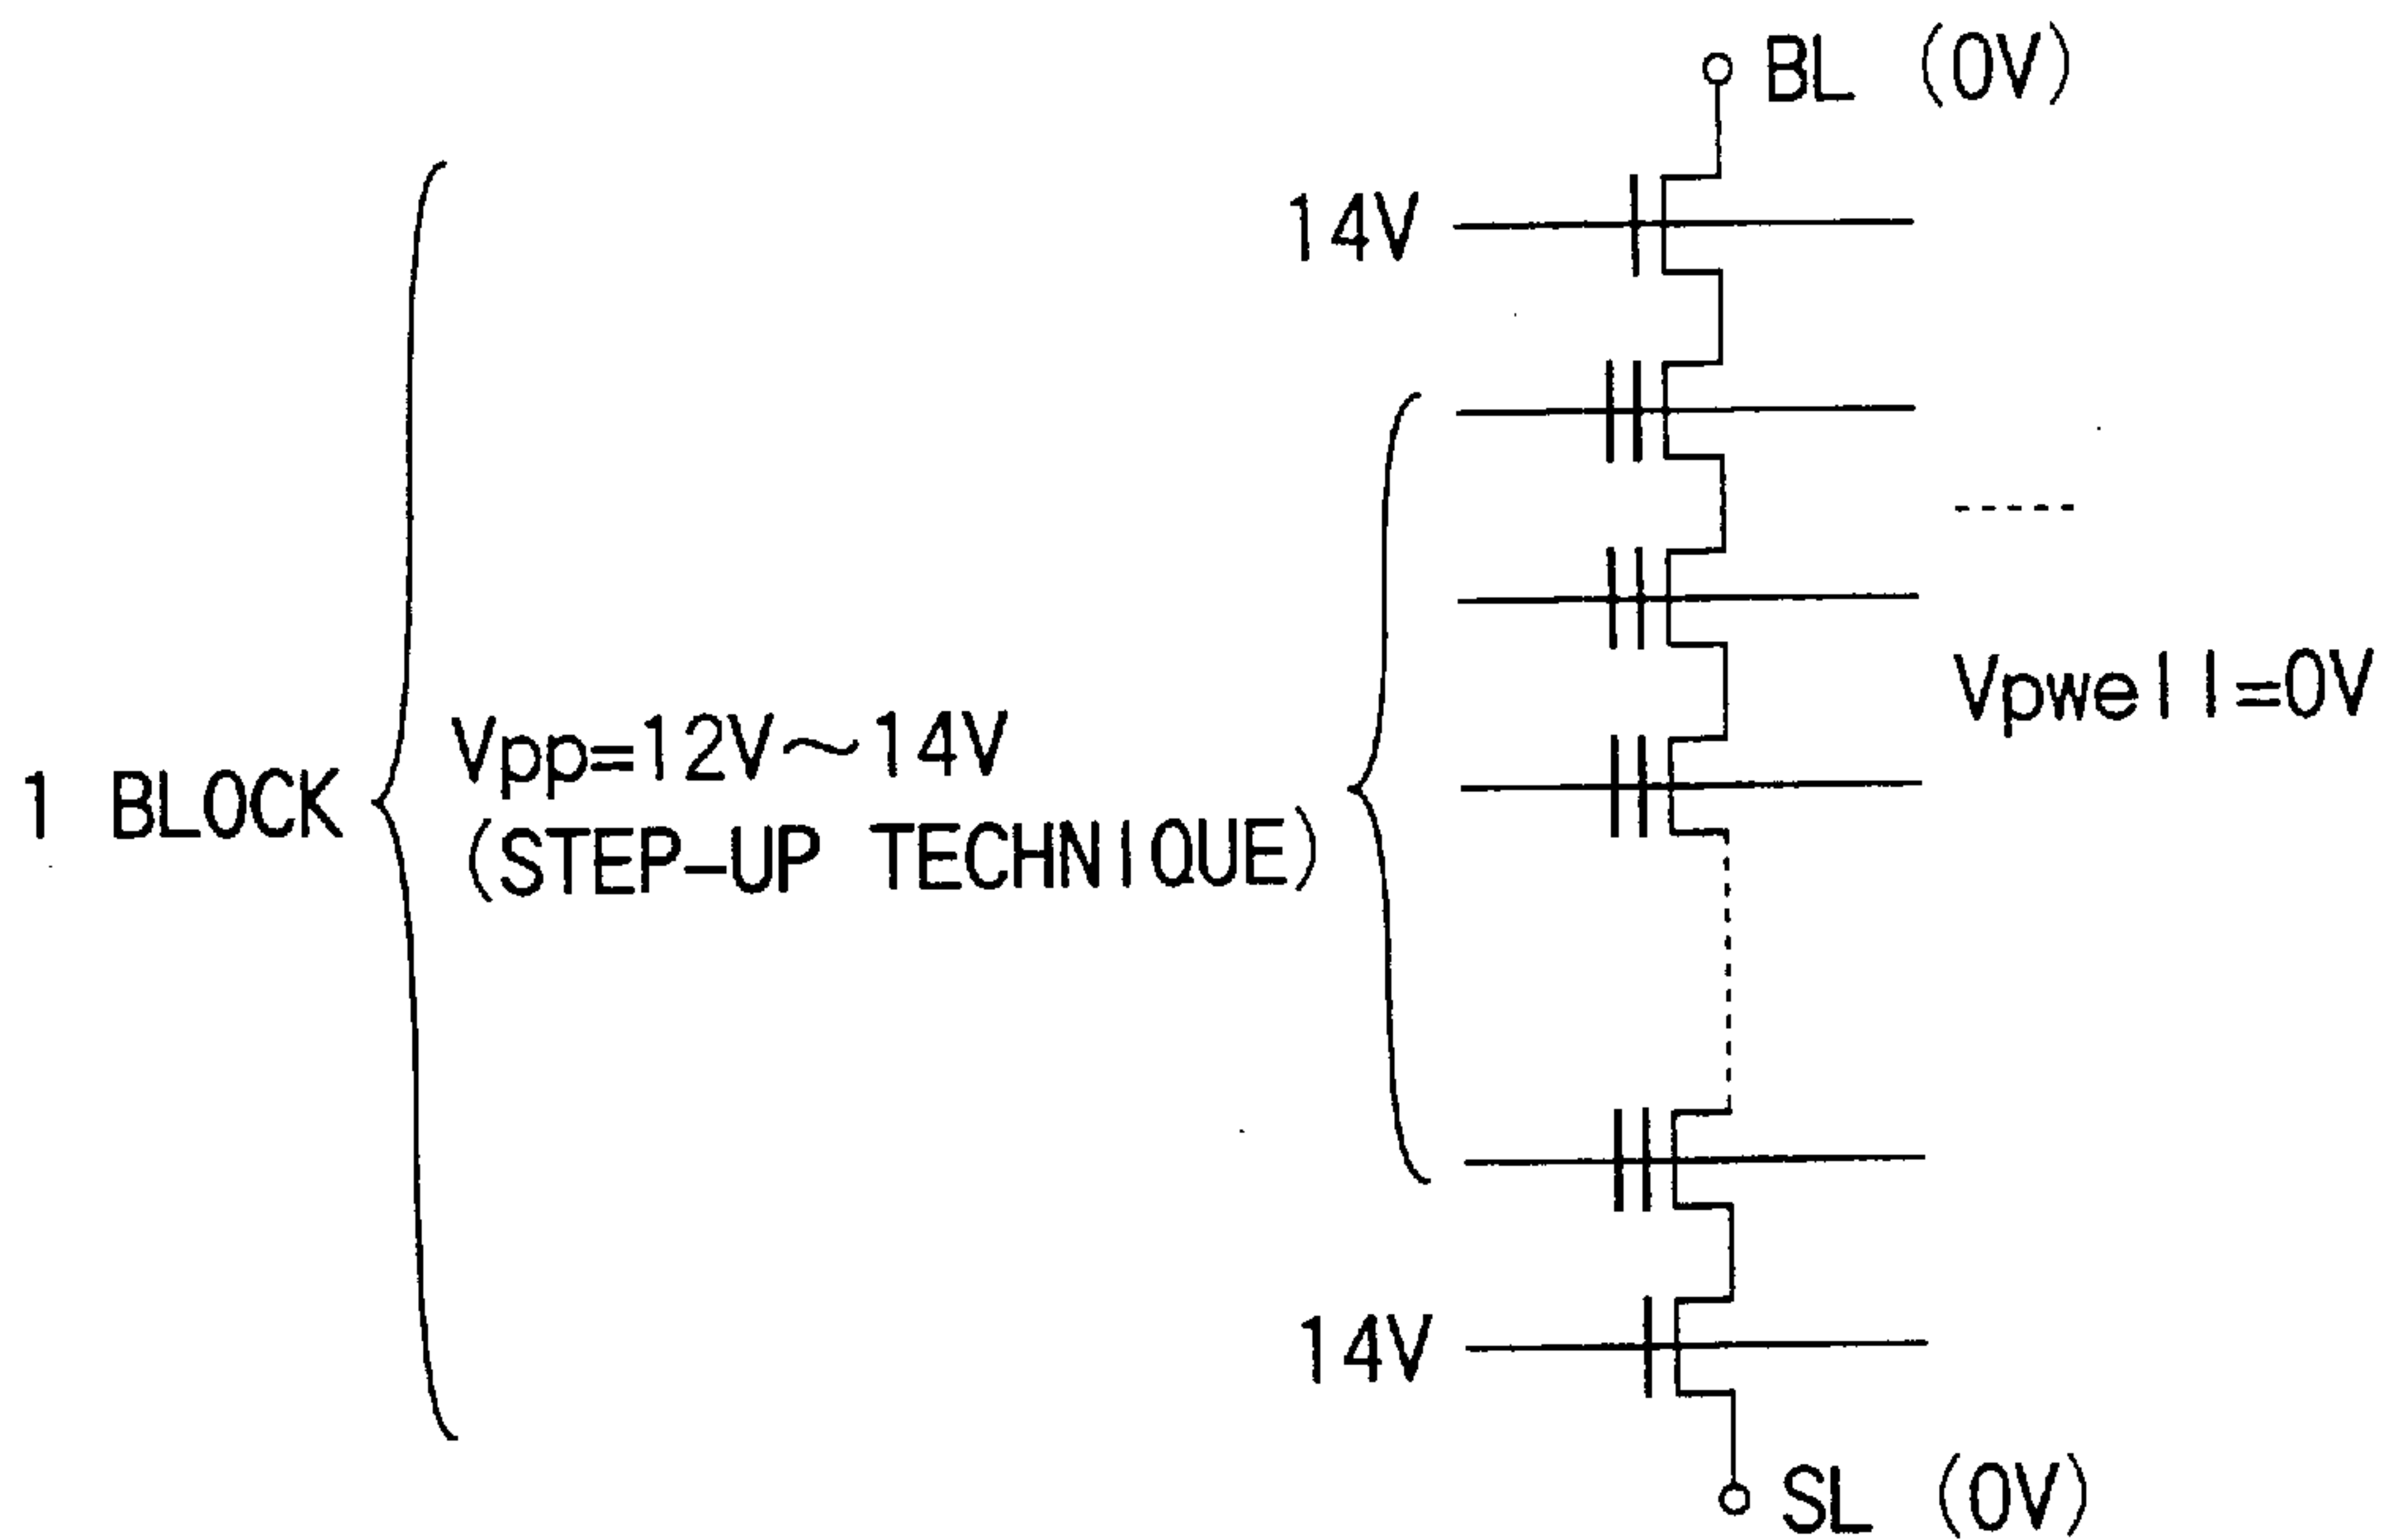 BL (0V)
14V
Vpwell=0V
Vpp=12V~14V
1 BLOCK
(STEP-UP TECHNIQUE)
14V
SL (0V)